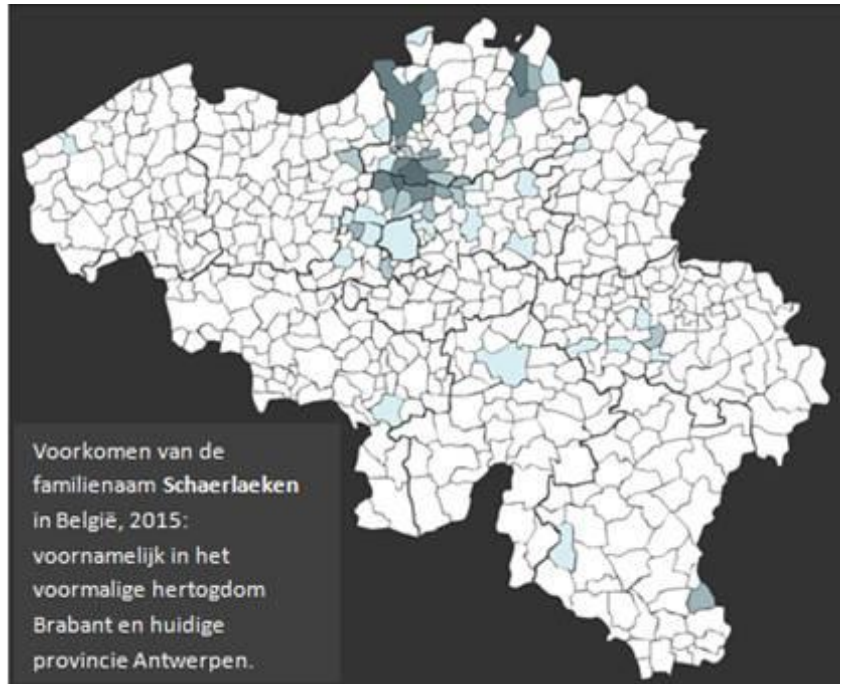 Voorkomen van de
familienaam Schaerlaeken
in België, 2015:
voornamelijk in het
voormalige hertogdom
Brabant en huidige
provincie Antwerpen.